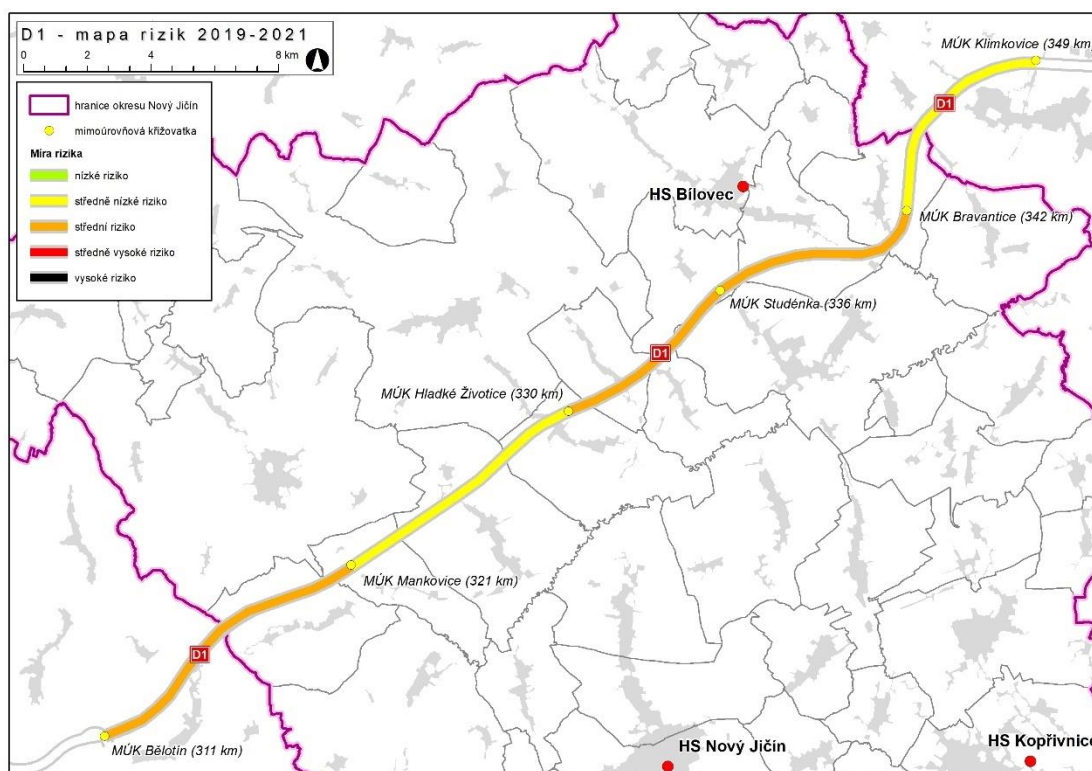 D1 - mapa rizik 2019-2021
0 2 4 8 km
hranice okresu Nový Jičín
mimoúrovňová křižovatka
Míra rizika
nízké riziko
středně nízké riziko
střední riziko
středně vysoké riziko
vysoké riziko
MÚK Klimkovice (349 km)
D1
HS Bílovec
MÚK Bravantice (342 km)
MÚK Studénka (336 km)
D1
MÚK Hladké Životice (330 km)
MÚK Mankovice (321 km)
D1
MÚK Bělotín (311 km)
HS Nový Jičín
HS Kopřivnice